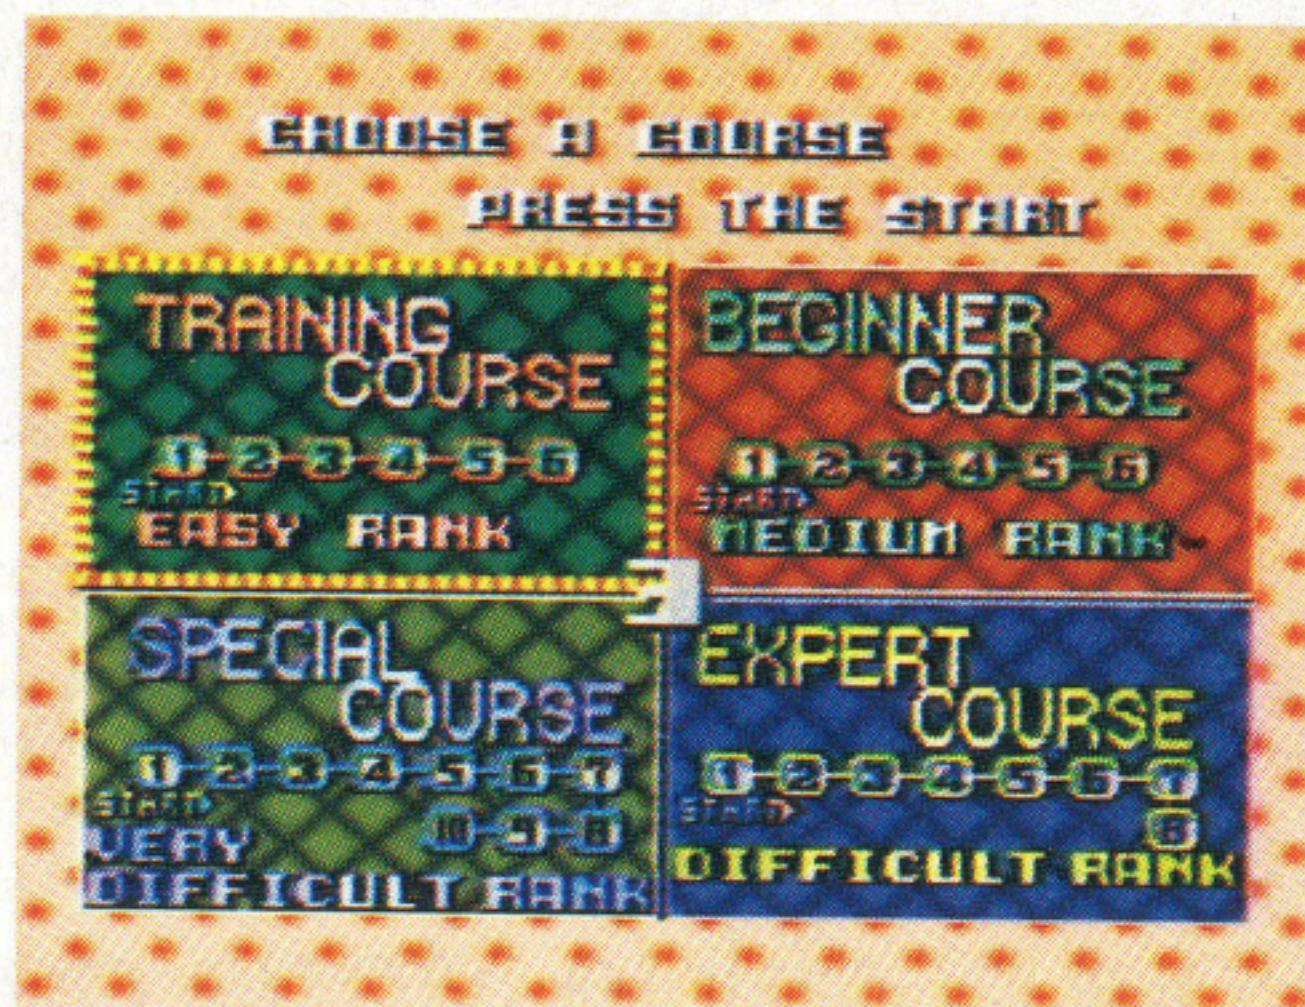 CHOOSE A COURSE
PRESS THE START
TRAINING
COURSE
1-2-3-4-5-6
START
EASY RANK
BEGINNER
COURSE
1-2-3-4-5-6
START
MEDIUM RANK
3
SPECIAL
COURSE
1-2-3-4-5-6-7
START
10-9-8
VERY
DIFFICULT RANK
EXPERT
COURSE
1-2-3-4-5-6-7
START
8
DIFFICULT RANK